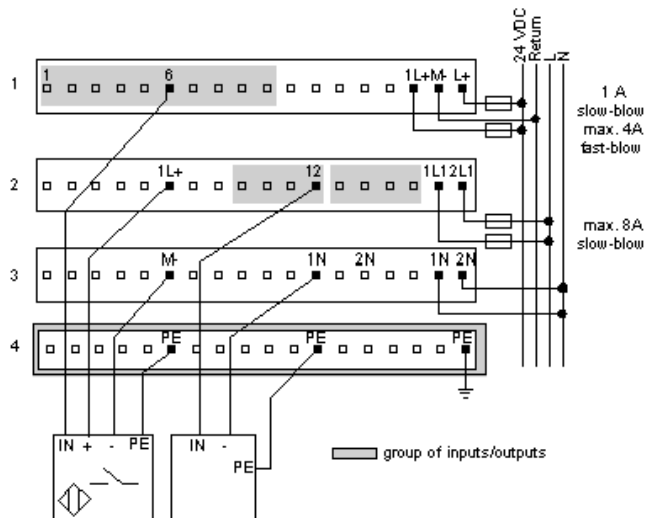 24 VDC
Return
L
N
1
1
6
1L+
M-
L+
1 A
slow-blow
max. 4A
fast-blow
2
1L+
12
1L1
2L1
max. 8A
slow-blow
3
M-
1N
2N
1N
2N
4
PE
PE
PE
IN + - PE
IN -
PE
group of inputs/outputs